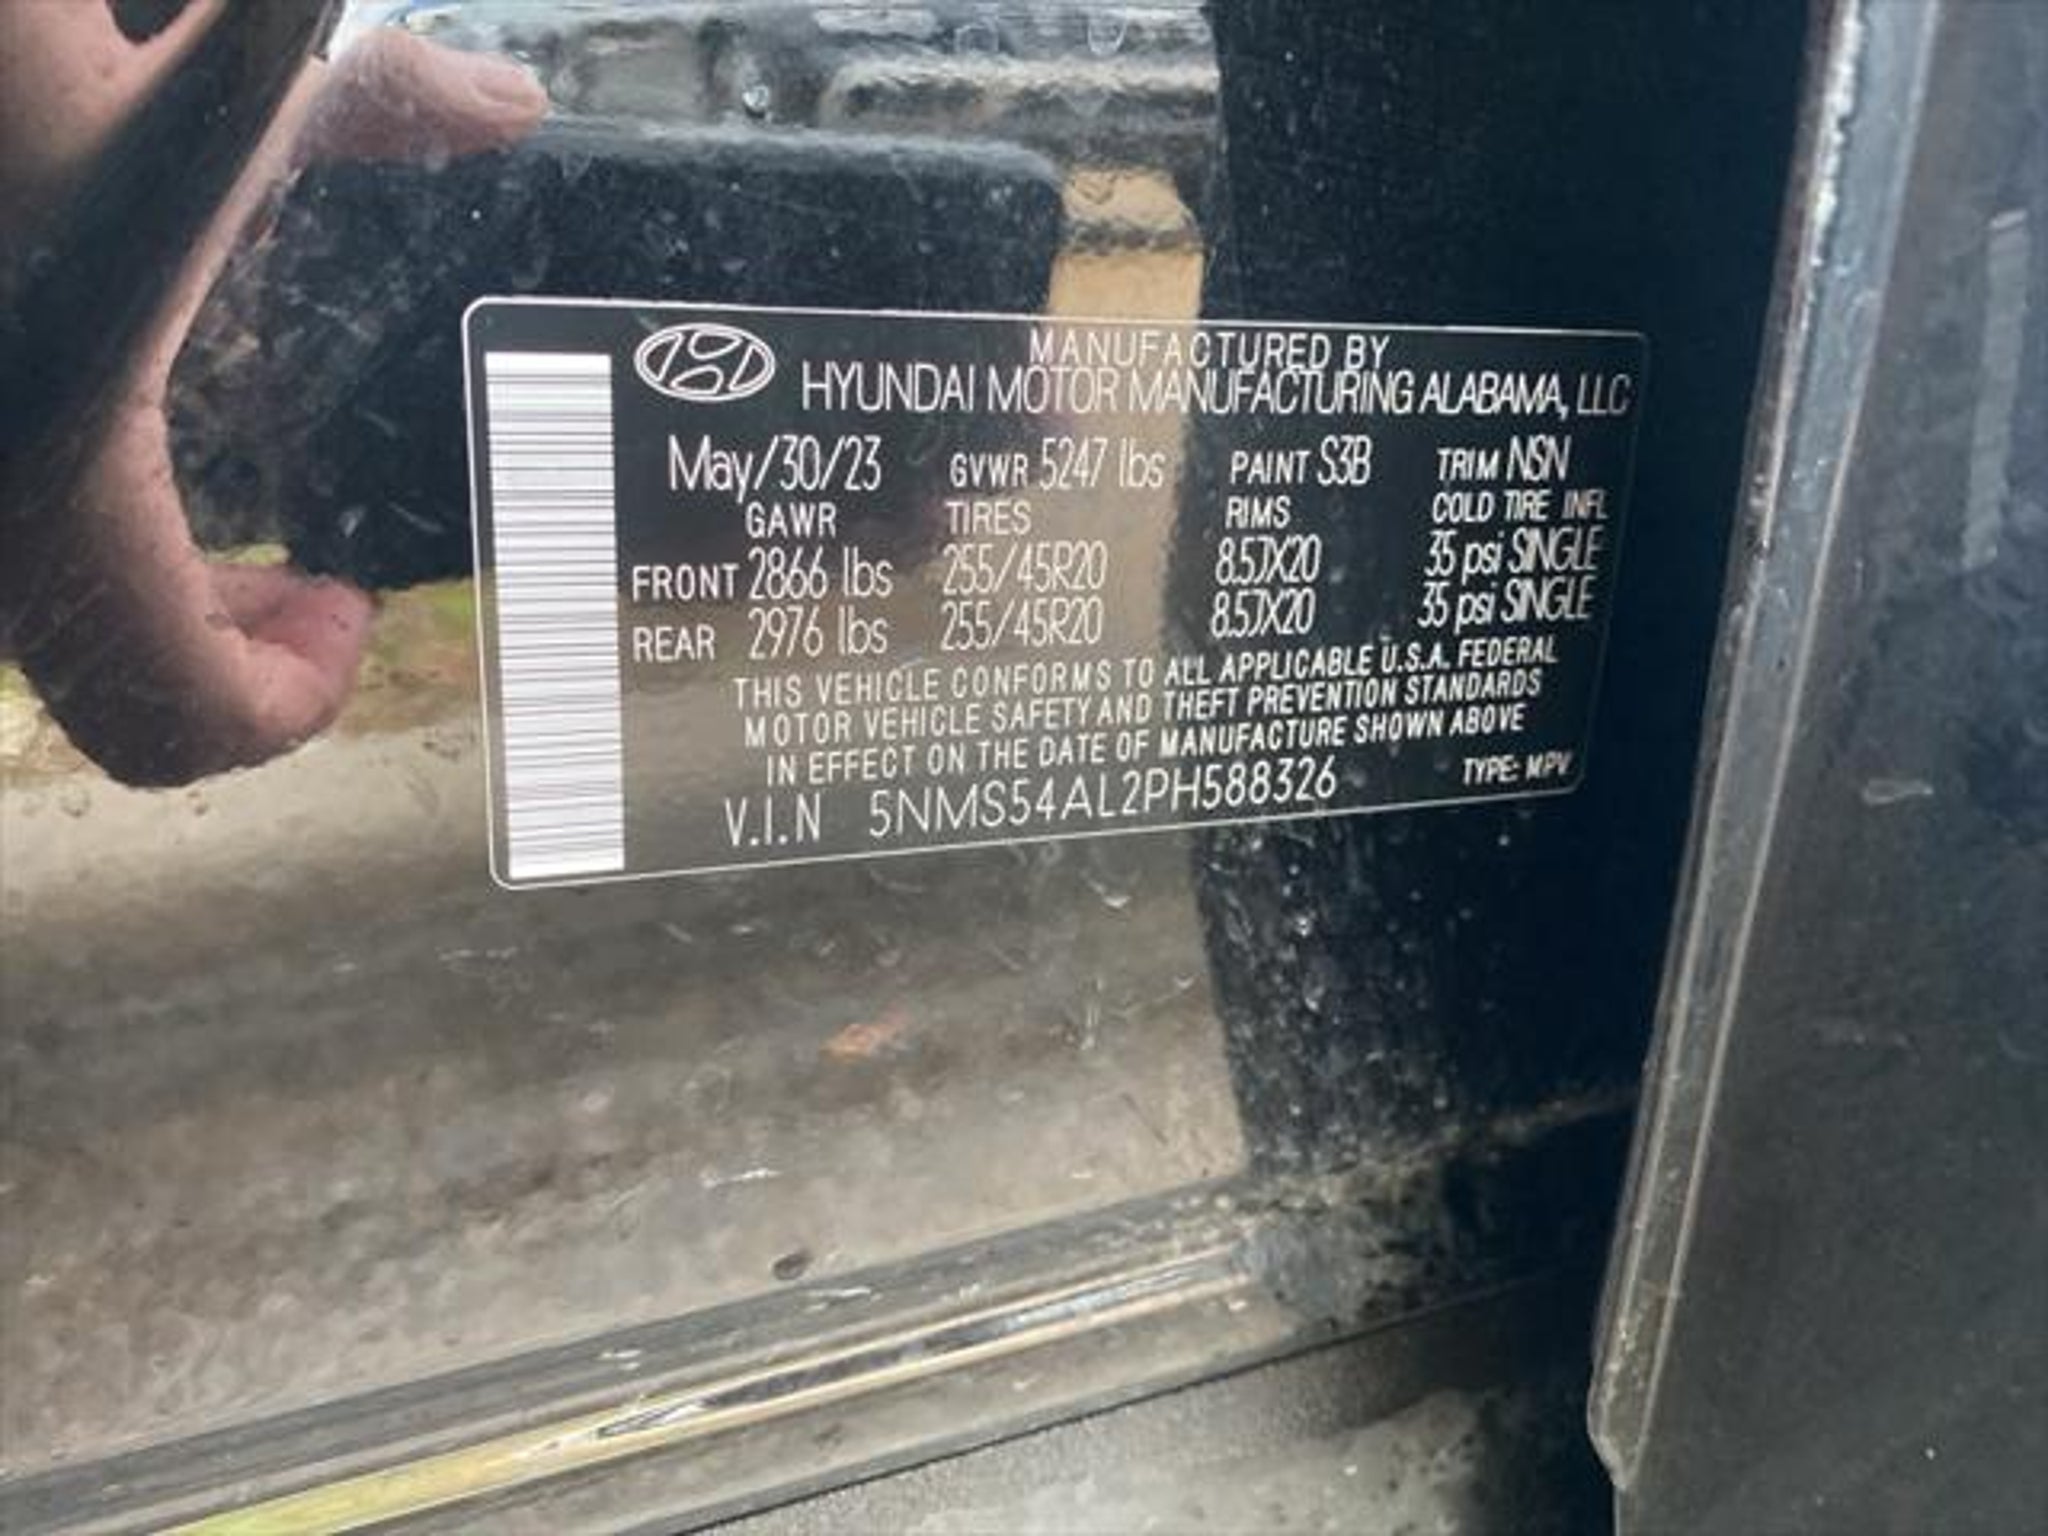 MANUFACTURED BY
HYUNDAI MOTOR MANUFACTURING ALABAMA, LLC
May/30/23 GVWR 5247 lbs PAINT S3B TRIM NSN
GAWR TIRES RIMS COLD TIRE INFL
FRONT 2866 lbs 255/45R20 8.5JX20 35 psi SINGLE
REAR 2976 lbs 255/45R20 8.5JX20 35 psi SINGLE
THIS VEHICLE CONFORMS TO ALL APPLICABLE U.S.A. FEDERAL
MOTOR VEHICLE SAFETY AND THEFT PREVENTION STANDARDS
IN EFFECT ON THE DATE OF MANUFACTURE SHOWN ABOVE
V.I.N 5NMS54AL2PH588326 TYPE: MPV